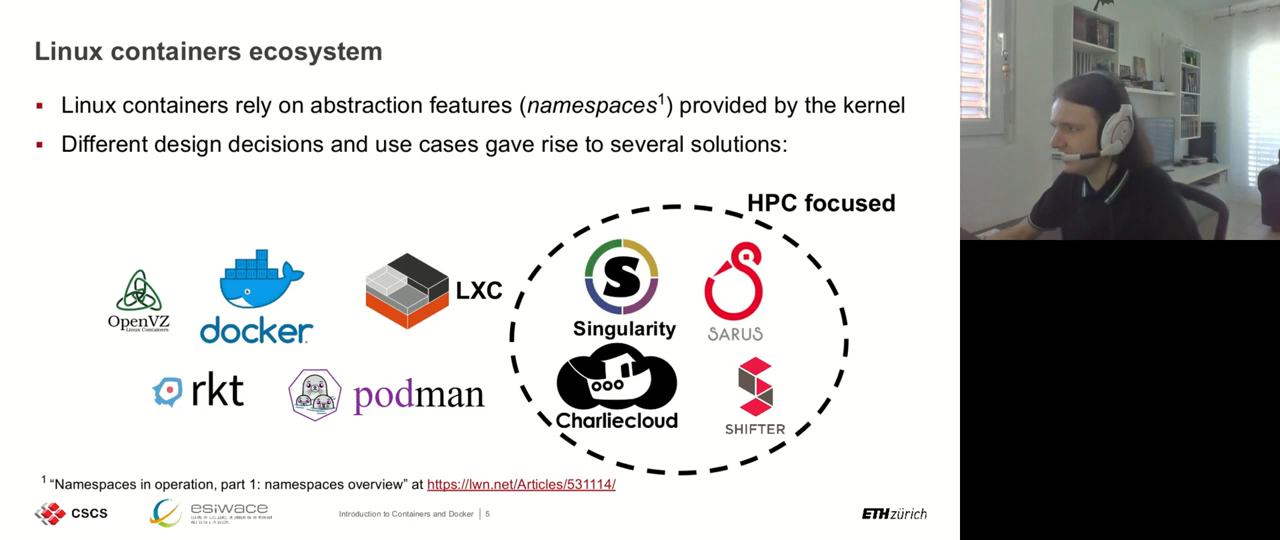 Linux containers ecosystem
▪ Linux containers rely on abstraction features (namespaces¹) provided by the kernel
▪ Different design decisions and use cases gave rise to several solutions:
HPC focused
OpenVZ
Linux Containers
docker
LXC
S
Singularity
SARUS
rkt
podman
Charliecloud
SHIFTER
¹ “Namespaces in operation, part 1: namespaces overview” at https://lwn.net/Articles/531114/
CSCS
esiwace
Introduction to Containers and Docker | 5
ETHzürich